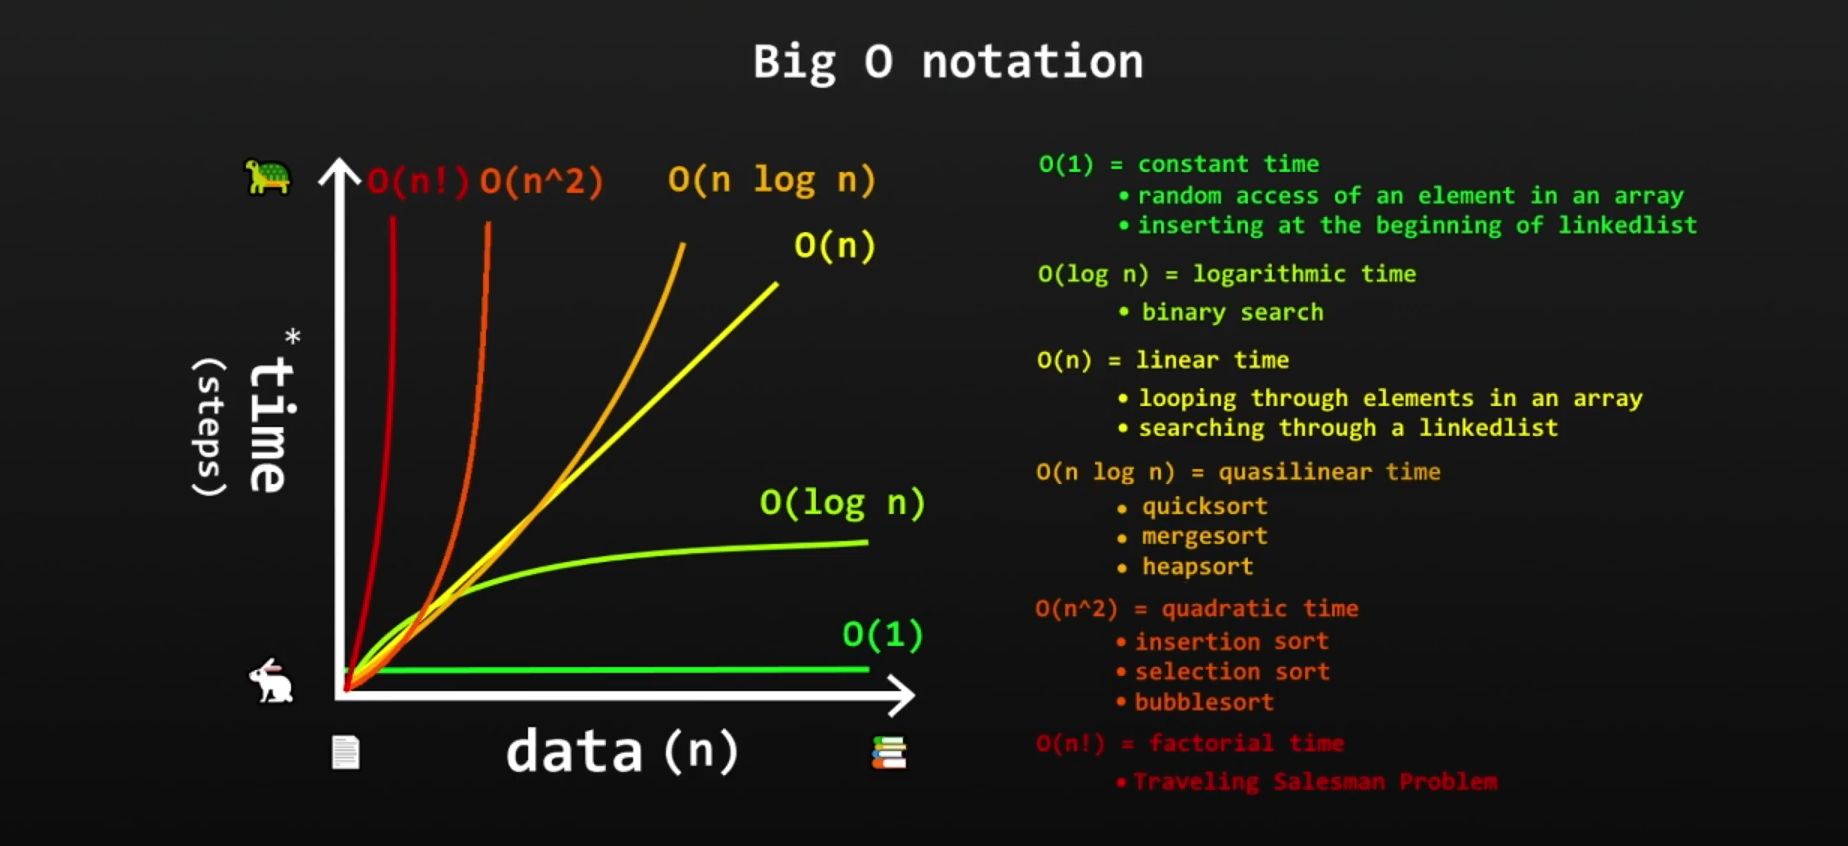 Big O notation
O(n!)
O(n^2)
O(n log n)
O(n)
O(log n)
O(1)
*time
(steps)
data(n)
O(1) = constant time
• random access of an element in an array
• inserting at the beginning of linkedlist
O(log n) = logarithmic time
• binary search
O(n) = linear time
• looping through elements in an array
• searching through a linkedlist
O(n log n) = quasilinear time
• quicksort
• mergesort
• heapsort
O(n^2) = quadratic time
• insertion sort
• selection sort
• bubblesort
O(n!) = factorial time
• Traveling Salesman Problem